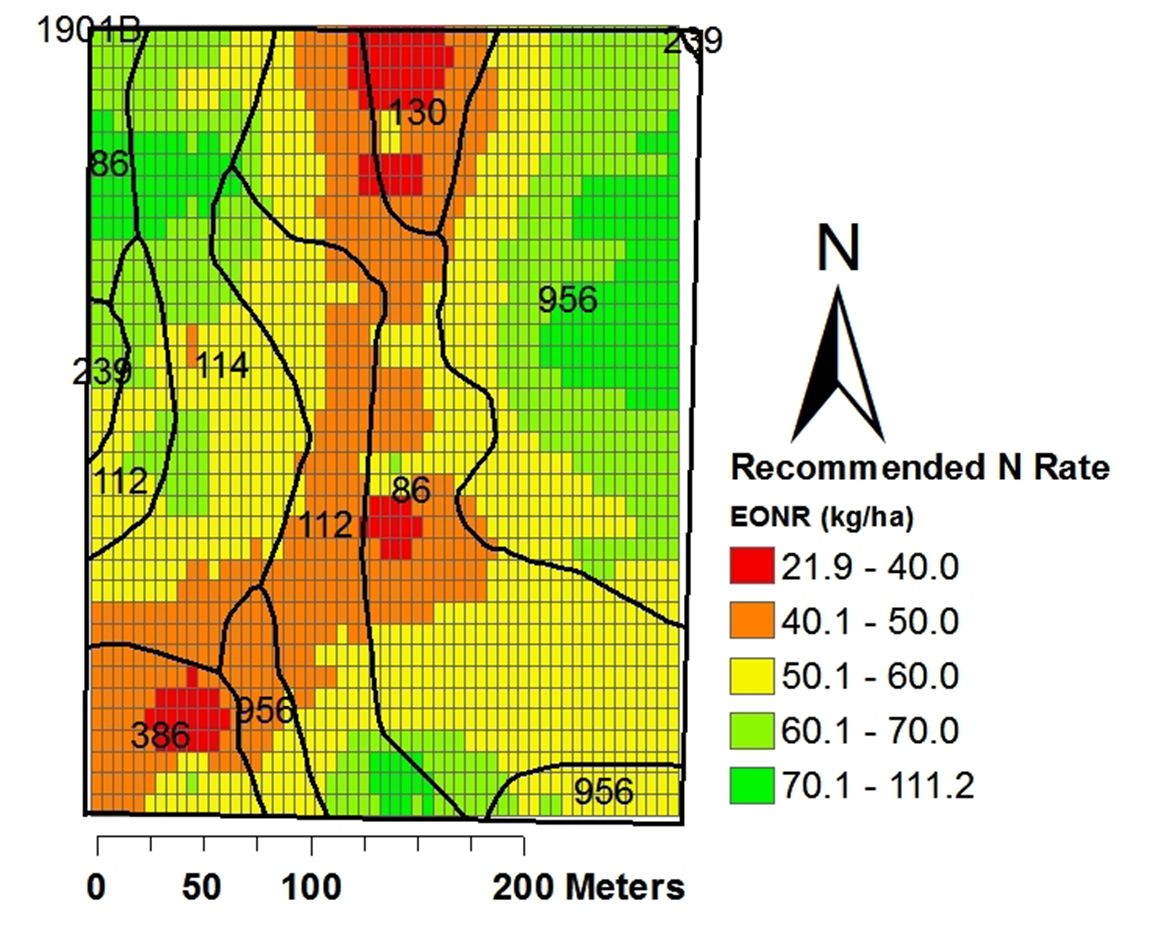 1901B
239
130
86
N
956
114
239
112
86
112
Recommended N Rate
EONR (kg/ha)
21.9 - 40.0
40.1 - 50.0
50.1 - 60.0
60.1 - 70.0
70.1 - 111.2
956
386
956
0 50 100 200 Meters